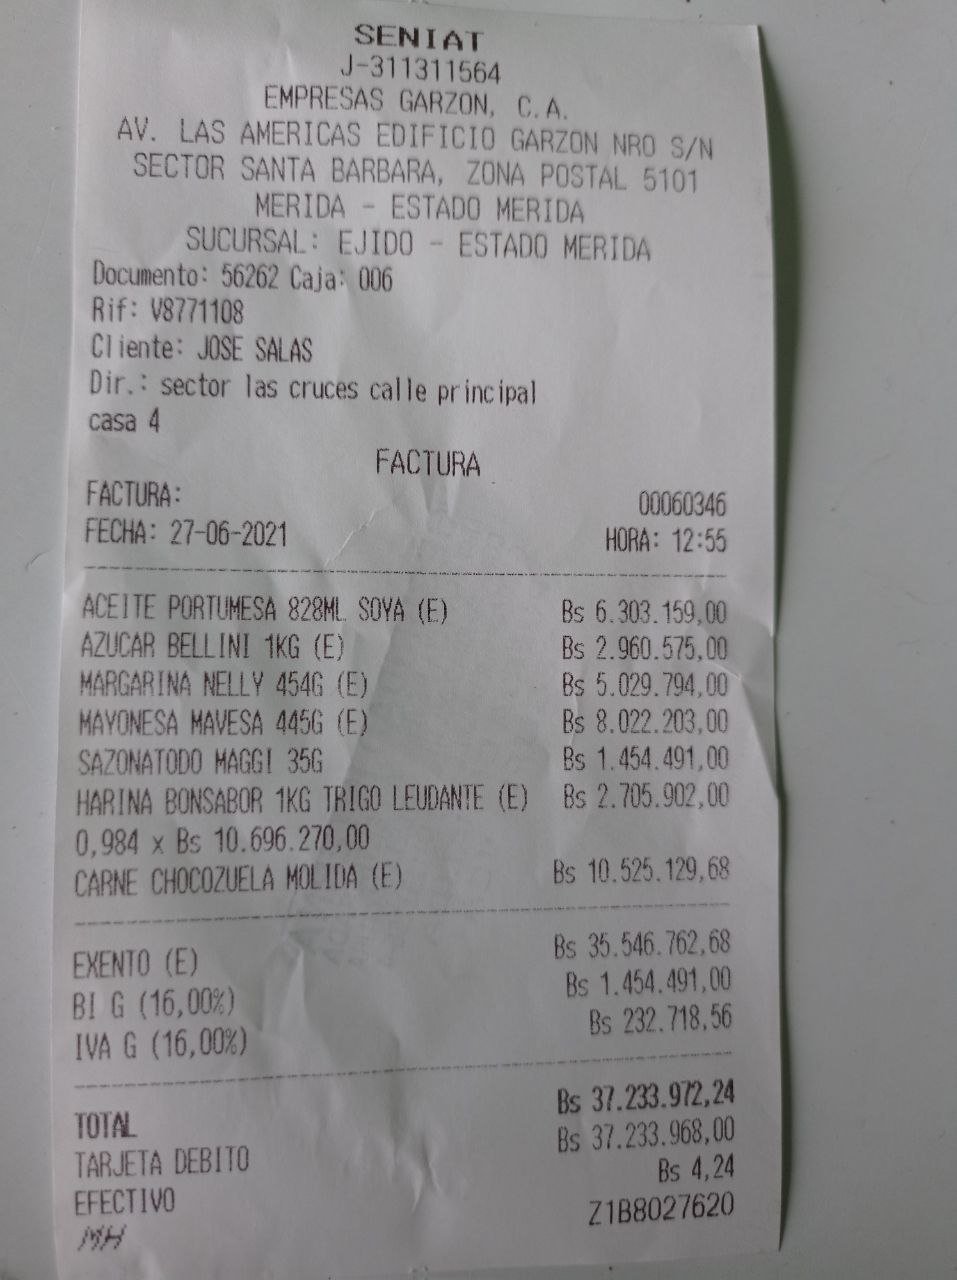 SENIAT
J-311311564
EMPRESAS GARZON, C.A.
AV. LAS AMERICAS EDIFICIO GARZON NRO S/N
SECTOR SANTA BARBARA, ZONA POSTAL 5101
MERIDA - ESTADO MERIDA
SUCURSAL: EJIDO - ESTADO MERIDA
Documento: 56262 Caja: 006
Rif: V8771108
Cliente: JOSE SALAS
Dir.: sector las cruces calle principal
casa 4
FACTURA
FACTURA: 00060346
FECHA: 27-06-2021 HORA: 12:55
ACEITE PORTUMESA 828ML SOYA (E) Bs 6.303.159,00
AZUCAR BELLINI 1KG (E) Bs 2.960.575,00
MARGARINA NELLY 454G (E) Bs 5.029.794,00
MAYONESA MAVESA 445G (E) Bs 8.022.203,00
SAZONATODO MAGGI 35G Bs 1.454.491,00
HARINA BONSABOR 1KG TRIGO LEUDANTE (E) Bs 2.705.902,00
0,984 x Bs 10.696.270,00
CARNE CHOCOZUELA MOLIDA (E) Bs 10.525.129,68
EXENTO (E) Bs 35.546.762,68
BI G (16,00%) Bs 1.454.491,00
IVA G (16,00%) Bs 232.718,56
TOTAL Bs 37.233.972,24
TARJETA DEBITO Bs 37.233.968,00
EFECTIVO Bs 4,24
MH Z1B8027620